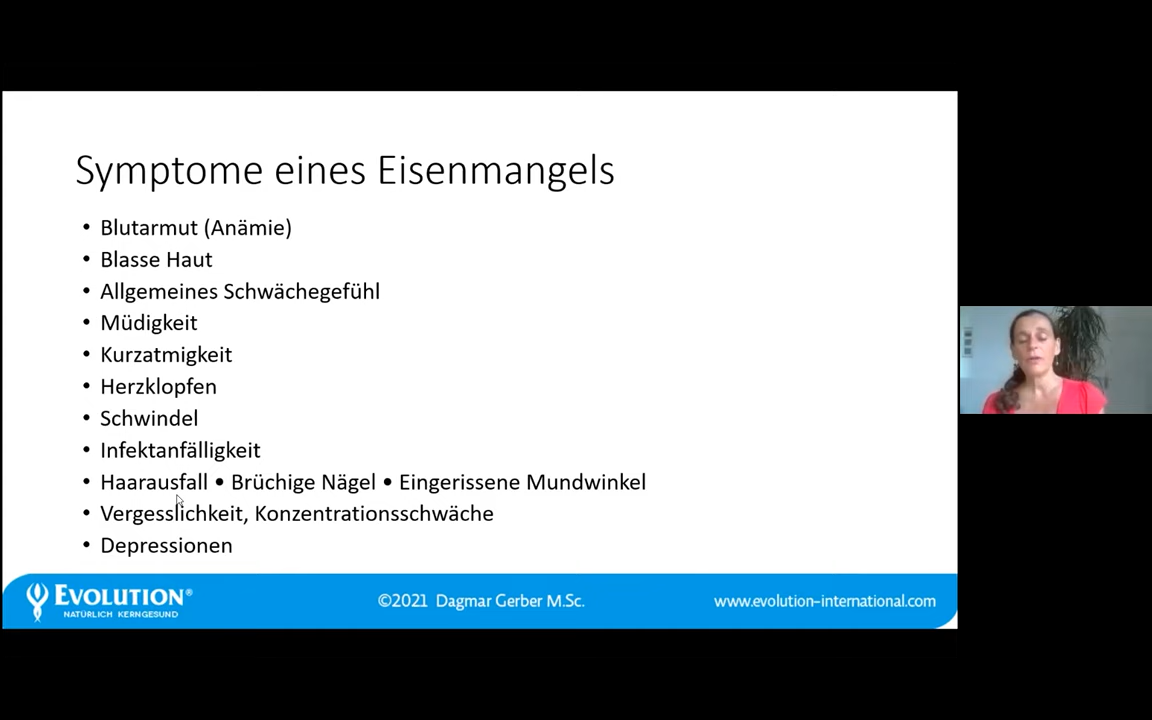 Symptome eines Eisenmangels
• Blutarmut (Anämie)
• Blasse Haut
• Allgemeines Schwächegefühl
• Müdigkeit
• Kurzatmigkeit
• Herzklopfen
• Schwindel
• Infektanfälligkeit
• Haarausfall • Brüchige Nägel • Eingerissene Mundwinkel
• Vergesslichkeit, Konzentrationsschwäche
• Depressionen
EVOLUTION®
NATÜRLICH KERNGESUND
©2021 Dagmar Gerber M.Sc.
www.evolution-international.com